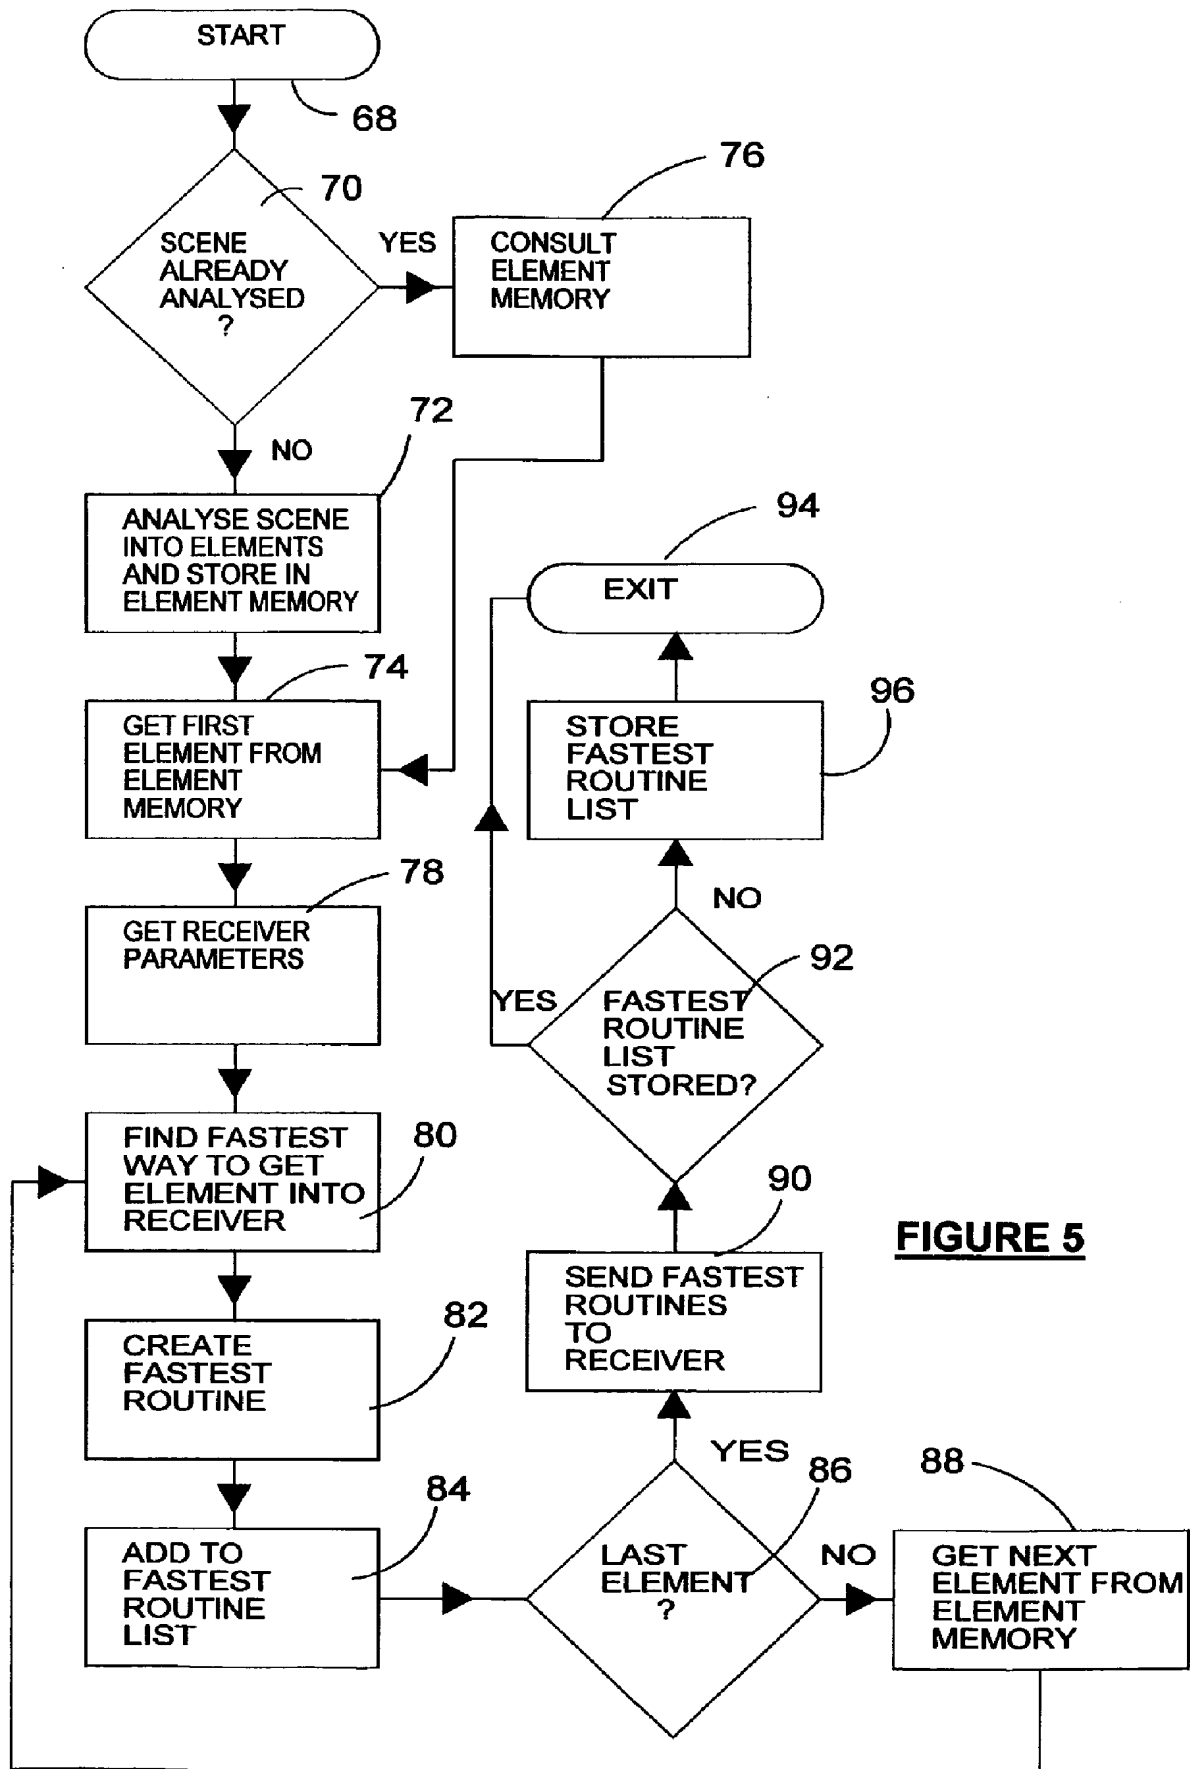 START
68
70
SCENE
ALREADY
ANALYSED
?
YES
76
CONSULT
ELEMENT
MEMORY
NO
72
ANALYSE SCENE
INTO ELEMENTS
AND STORE IN
ELEMENT MEMORY
74
GET FIRST
ELEMENT FROM
ELEMENT
MEMORY
78
GET RECEIVER
PARAMETERS
80
FIND FASTEST
WAY TO GET
ELEMENT INTO
RECEIVER
82
CREATE
FASTEST
ROUTINE
84
ADD TO
FASTEST
ROUTINE
LIST
86
LAST
ELEMENT
?
NO
88
GET NEXT
ELEMENT FROM
ELEMENT
MEMORY
YES
90
SEND FASTEST
ROUTINES
TO
RECEIVER
92
FASTEST
ROUTINE
LIST
STORED?
YES
NO
96
STORE
FASTEST
ROUTINE
LIST
94
EXIT
FIGURE 5